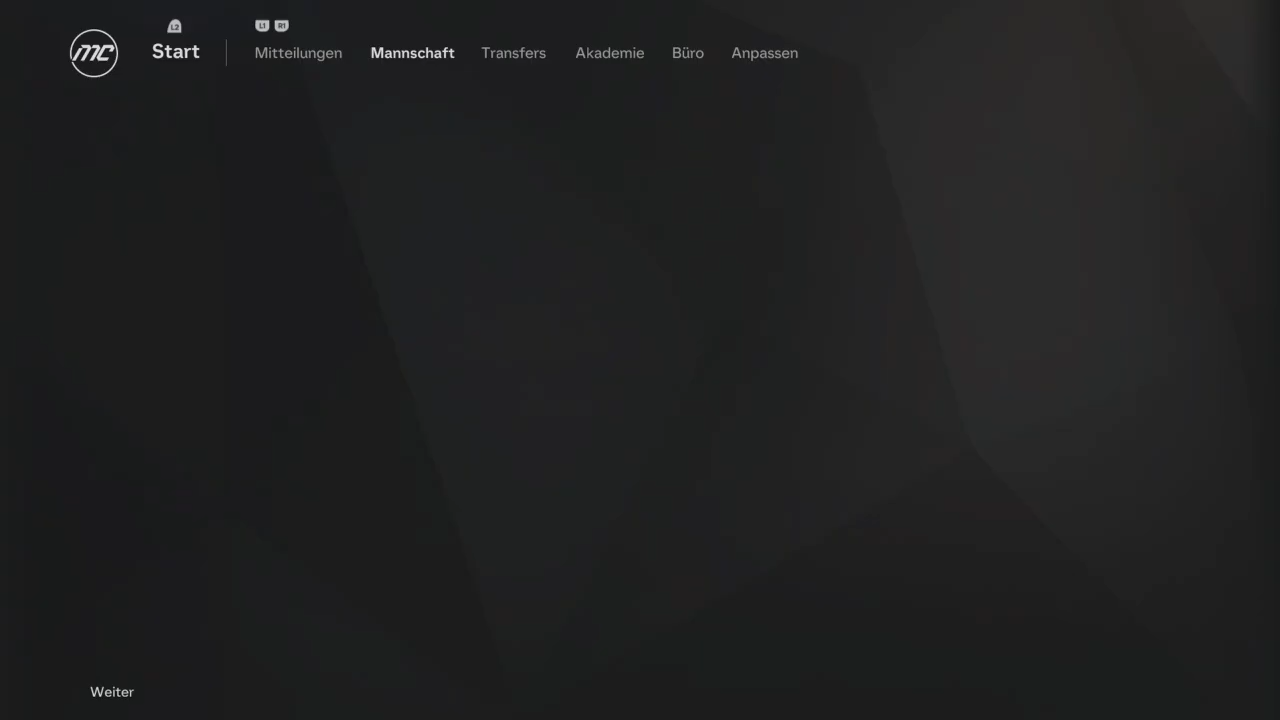 L2
L1 R1
MC Start Mitteilungen Mannschaft Transfers Akademie Büro Anpassen
Weiter